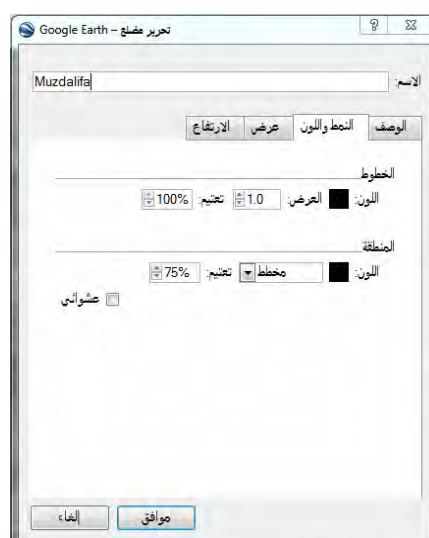 Google Earth – تحرير مضلع
الاسم: Muzdalifa
الوصف النمط واللون عرض الارتفاع
الخطوط
اللون: العرض: 1.0 تعتيم: 100%
المنطقة
اللون: مخطط تعتيم: 75%
عشوائي
موافق إلغاء